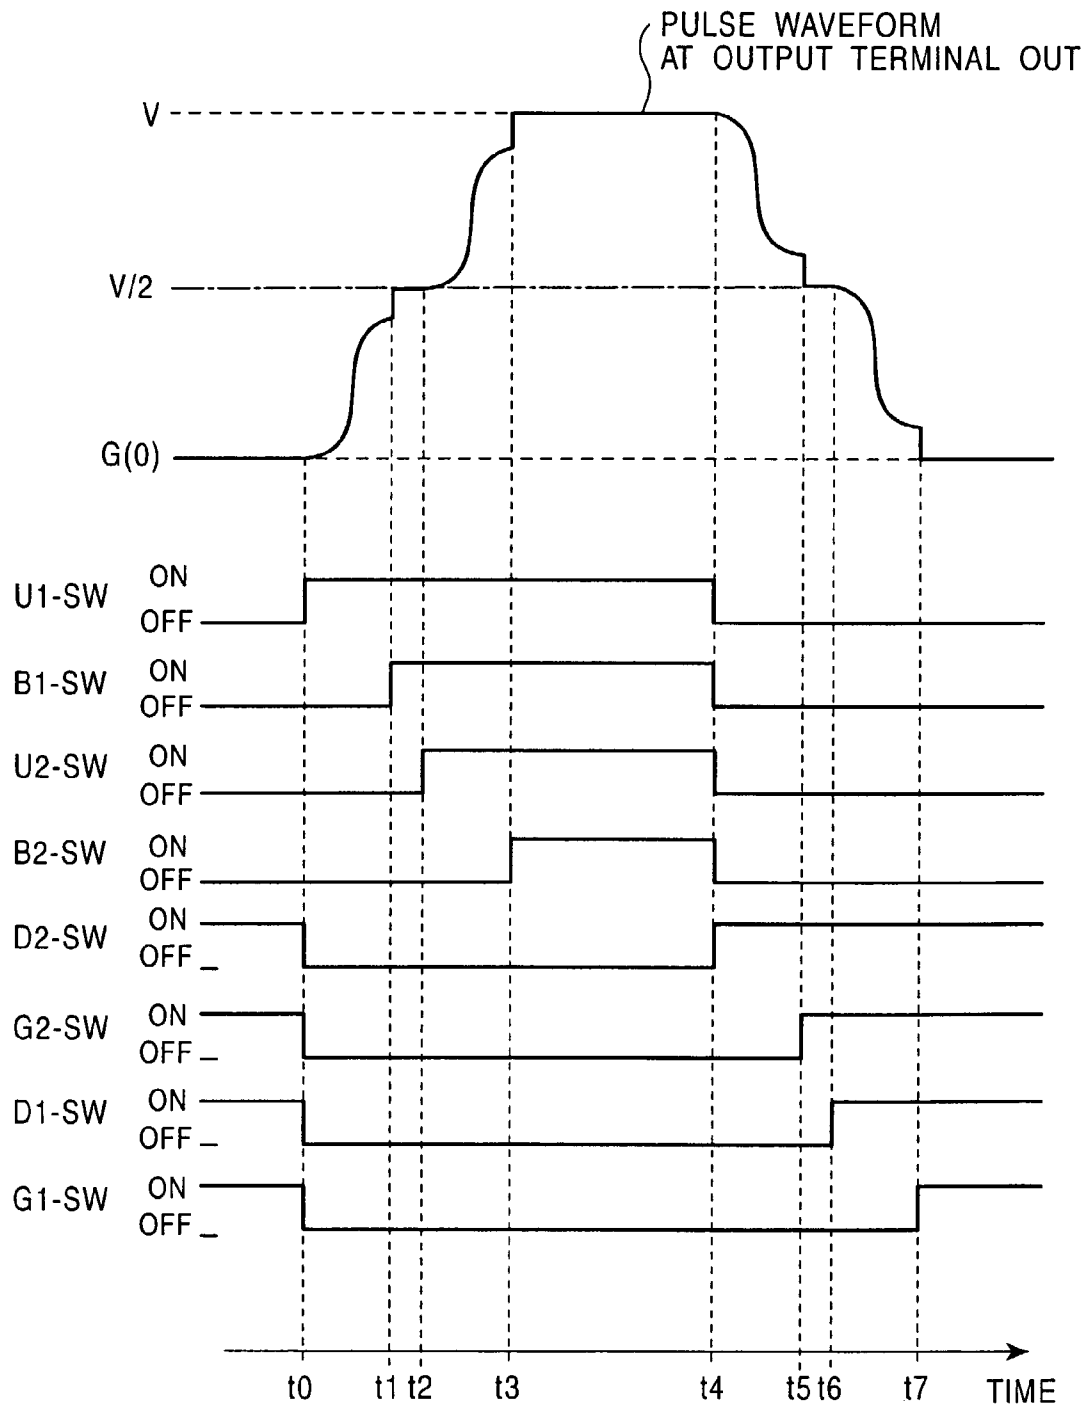 PULSE WAVEFORM
AT OUTPUT TERMINAL OUT
V
V/2
G(0)
U1-SW ON
OFF
B1-SW ON
OFF
U2-SW ON
OFF
B2-SW ON
OFF
D2-SW ON
OFF
G2-SW ON
OFF
D1-SW ON
OFF
G1-SW ON
OFF
t0 t1 t2 t3 t4 t5 t6 t7 TIME